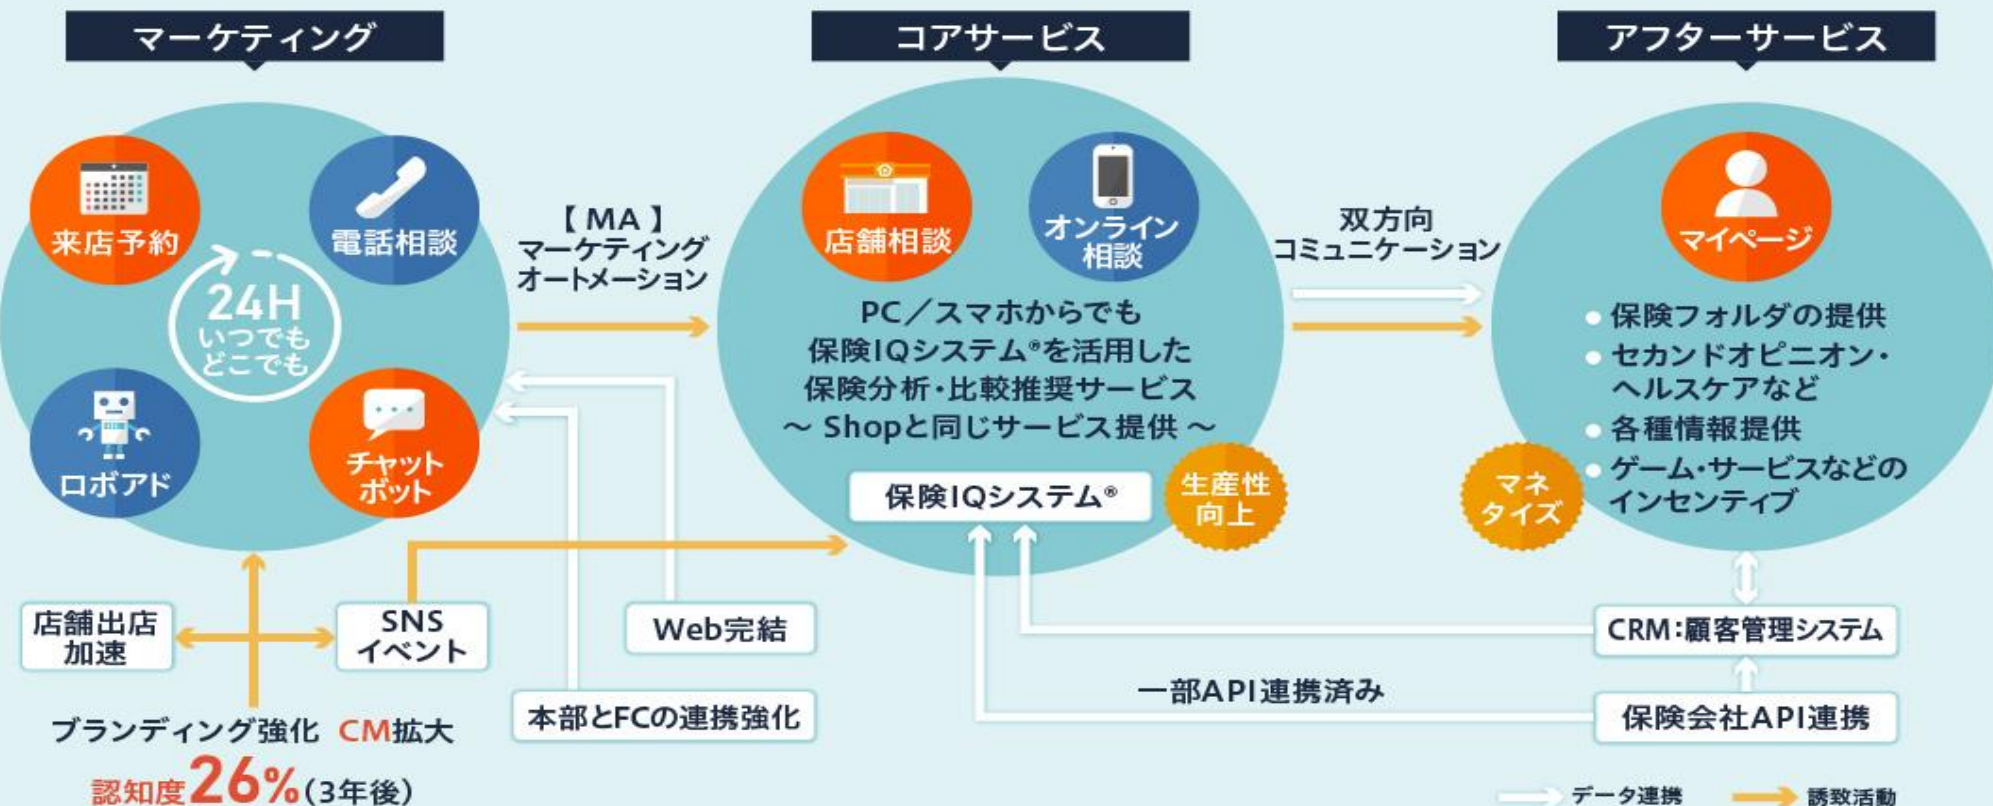 マーケティング
来店予約
電話相談
24H
いつでも
どこでも
ロボアド
チャット
ボット
【 MA 】
マーケティング
オートメーション
コアサービス
店舗相談
オンライン
相談
PC／スマホからでも
保険IQシステム®を活用した
保険分析・比較推奨サービス
～ Shopと同じサービス提供 ～
保険IQシステム®
生産性
向上
双方向
コミュニケーション
アフターサービス
マイページ
● 保険フォルダの提供
● セカンドオピニオン・
ヘルスケアなど
● 各種情報提供
● ゲーム・サービスなどの
インセンティブ
マネ
タイズ
店舗出店
加速
SNS
イベント
Web完結
本部とFCの連携強化
CRM：顧客管理システム
一部API連携済み
保険会社API連携
ブランディング強化 CM拡大
認知度26%(3年後)
データ連携
誘致活動